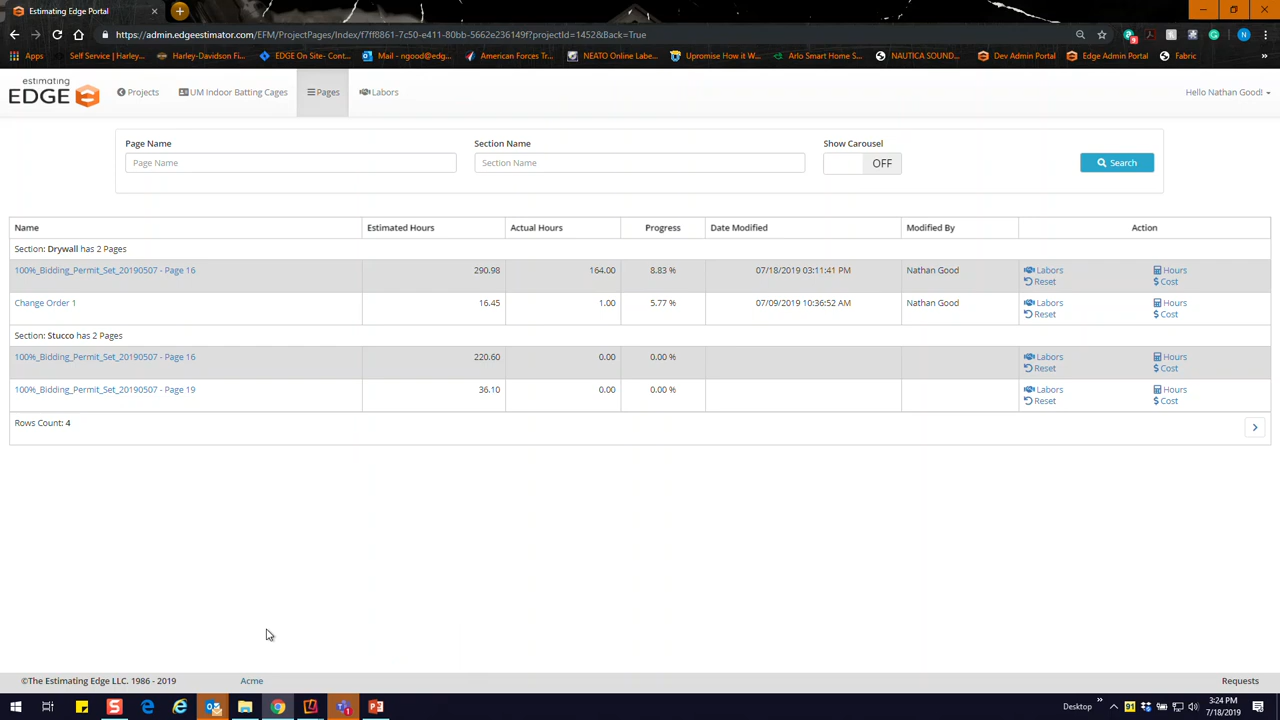 Estimating Edge Portal
https://admin.edgeestimator.com/EFM/ProjectPages/Index/f7ff8861-7c50-e411-80bb-5662e236149f?projectId=1452&Back=True
Apps Self Service | Harley... Harley-Davidson Fi... EDGE On Site- Cont... Mail - ngood@edg... American Forces Tr... NEATO Online Labe... Upromise How it W... Arlo Smart Home S... NAUTICA SOUND... Dev Admin Portal Edge Admin Portal Fabric »
estimating
EDGE
Projects UM Indoor Batting Cages Pages Labors Hello Nathan Good!
Page Name Section Name Show Carousel
Page Name Section Name OFF Search
Name Estimated Hours Actual Hours Progress Date Modified Modified By Action
Section: Drywall has 2 Pages
100%_Bidding_Permit_Set_20190507 - Page 16 290.98 164.00 8.83 % 07/18/2019 03:11:41 PM Nathan Good Labors Hours
Reset $ Cost
Change Order 1 16.45 1.00 5.77 % 07/09/2019 10:36:52 AM Nathan Good Labors Hours
Reset $ Cost
Section: Stucco has 2 Pages
100%_Bidding_Permit_Set_20190507 - Page 16 220.60 0.00 0.00 % Labors Hours
Reset $ Cost
100%_Bidding_Permit_Set_20190507 - Page 19 36.10 0.00 0.00 % Labors Hours
Reset $ Cost
Rows Count: 4
©The Estimating Edge LLC. 1986 - 2019 Acme Requests
Desktop » 91 3:24 PM
7/18/2019